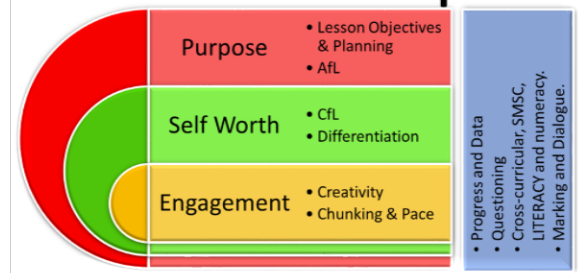 Purpose
• Lesson Objectives
& Planning
• AfL
Self Worth
• CfL
• Differentiation
Engagement
• Creativity
• Chunking & Pace
• Progress and Data
• Questioning
• Cross-curricular, SMSC,
LITERACY and numeracy.
• Marking and Dialogue.